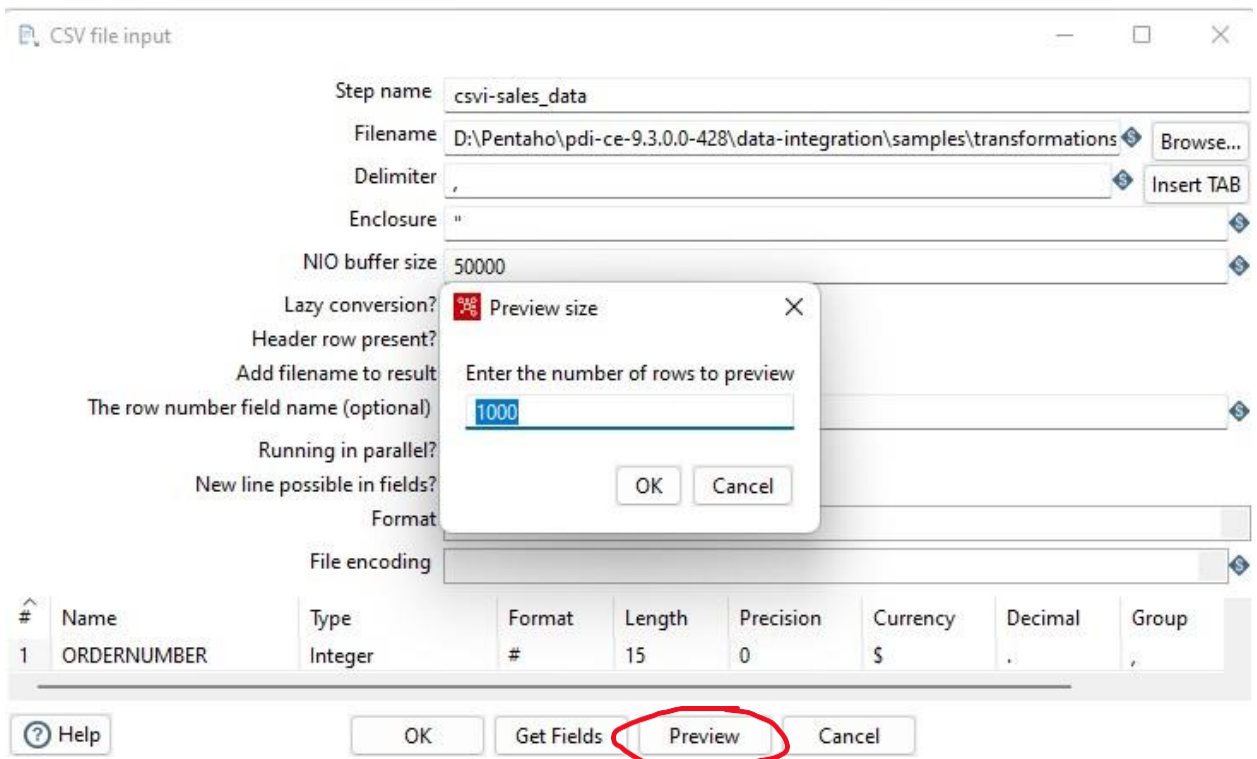 CSV file input
Step name csvi-sales_data
Filename D:\Pentaho\pdi-ce-9.3.0.0-428\data-integration\samples\transformations Browse...
Delimiter , Insert TAB
Enclosure "
NIO buffer size 50000
Lazy conversion?
Preview size
Header row present?
Add filename to result
Enter the number of rows to preview
The row number field name (optional)
1000
Running in parallel?
New line possible in fields?
OK Cancel
Format
File encoding
# Name Type Format Length Precision Currency Decimal Group
1 ORDERNUMBER Integer # 15 0 $ . ,
? Help OK Get Fields Preview Cancel